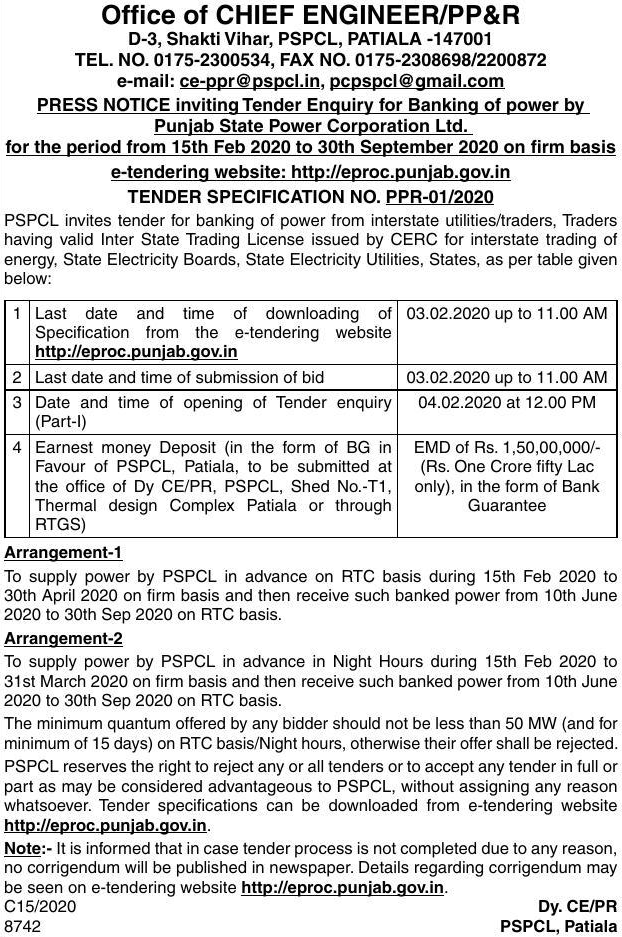 Office of CHIEF ENGINEER/PP&R
D-3, Shakti Vihar, PSPCL, PATIALA -147001
TEL. NO. 0175-2300534, FAX NO. 0175-2308698/2200872
e-mail: ce-ppr@pspcl.in, pcpspcl@gmail.com
PRESS NOTICE inviting Tender Enquiry for Banking of power by
Punjab State Power Corporation Ltd.
for the period from 15th Feb 2020 to 30th September 2020 on firm basis
e-tendering website: http://eproc.punjab.gov.in
TENDER SPECIFICATION NO. PPR-01/2020
PSPCL invites tender for banking of power from interstate utilities/traders, Traders
having valid Inter State Trading License issued by CERC for interstate trading of
energy, State Electricity Boards, State Electricity Utilities, States, as per table given
below:
1 Last date and time of downloading of 03.02.2020 up to 11.00 AM
Specification from the e-tendering website
http://eproc.punjab.gov.in
2 Last date and time of submission of bid 03.02.2020 up to 11.00 AM
3 Date and time of opening of Tender enquiry 04.02.2020 at 12.00 PM
(Part-I)
4 Earnest money Deposit (in the form of BG in EMD of Rs. 1,50,00,000/-
Favour of PSPCL, Patiala, to be submitted at (Rs. One Crore fifty Lac
the office of Dy CE/PR, PSPCL, Shed No.-T1, only), in the form of Bank
Thermal design Complex Patiala or through Guarantee
RTGS)
Arrangement-1
To supply power by PSPCL in advance on RTC basis during 15th Feb 2020 to
30th April 2020 on firm basis and then receive such banked power from 10th June
2020 to 30th Sep 2020 on RTC basis.
Arrangement-2
To supply power by PSPCL in advance in Night Hours during 15th Feb 2020 to
31st March 2020 on firm basis and then receive such banked power from 10th June
2020 to 30th Sep 2020 on RTC basis.
The minimum quantum offered by any bidder should not be less than 50 MW (and for
minimum of 15 days) on RTC basis/Night hours, otherwise their offer shall be rejected.
PSPCL reserves the right to reject any or all tenders or to accept any tender in full or
part as may be considered advantageous to PSPCL, without assigning any reason
whatsoever. Tender specifications can be downloaded from e-tendering website
http://eproc.punjab.gov.in.
Note:- It is informed that in case tender process is not completed due to any reason,
no corrigendum will be published in newspaper. Details regarding corrigendum may
be seen on e-tendering website http://eproc.punjab.gov.in.
C15/2020 Dy. CE/PR
8742 PSPCL, Patiala